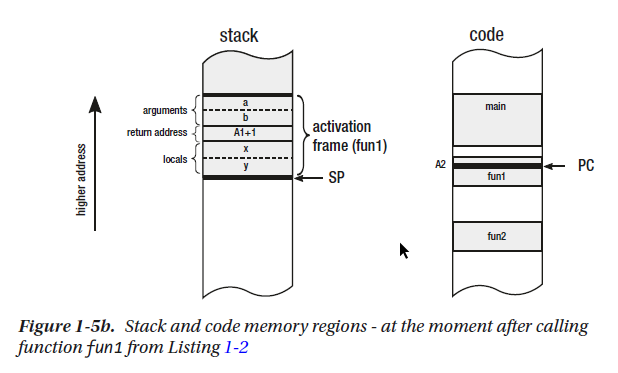 stack
code
a
arguments
b
main
return address
A1+1
activation
frame (fun1)
x
locals
y
SP
A2
PC
fun1
higher address
fun2
Figure 1-5b. Stack and code memory regions - at the moment after calling
function fun1 from Listing 1-2